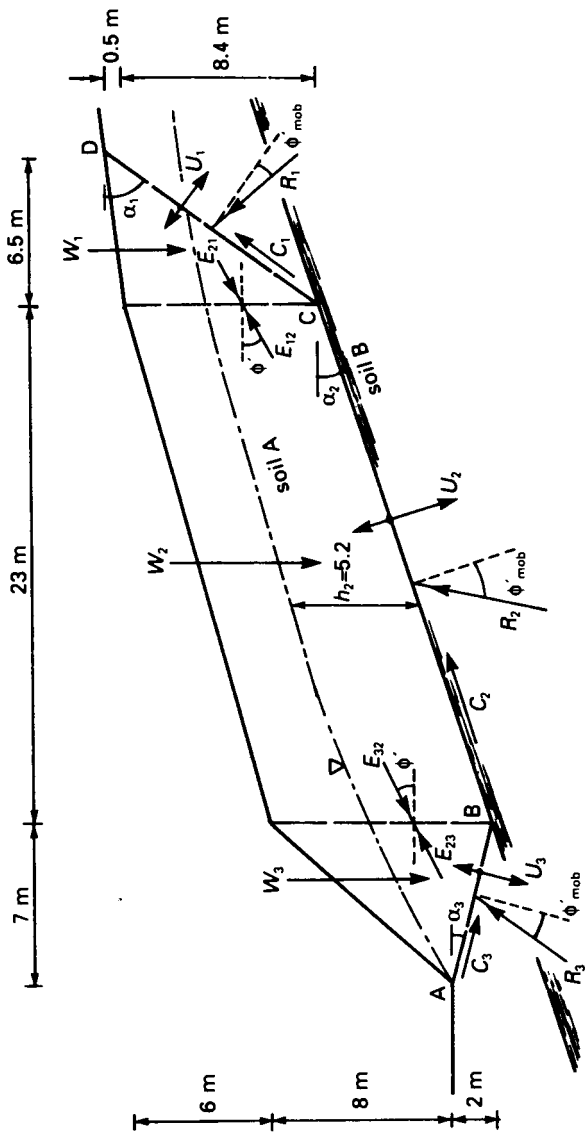 7 m
23 m
6.5 m
0.5 m
8.4 m
6 m
8 m
2 m
W₁
D
α₁
U₁
E₂₁
E₁₂
φ′
φ′mob
R₁
C₁
C
α₂
soil B
soil A
W₂
h₂=5.2
U₂
φ′mob
R₂
C₂
W₃
E₃₂
φ′
E₂₃
B
A
α₃
C₃
U₃
φ′mob
R₃